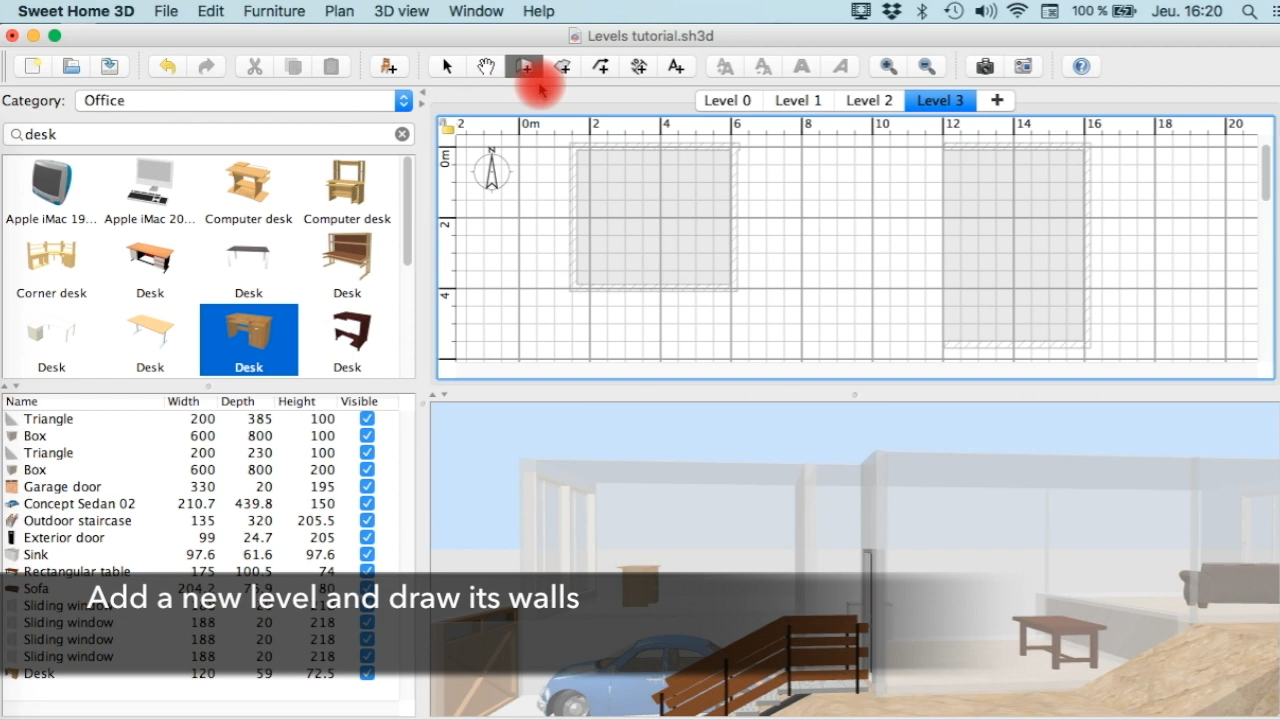 Sweet Home 3D File Edit Furniture Plan 3D view Window Help 100 % Jeu. 16:20
Levels tutorial.sh3d
Category: Office
Level 0 Level 1 Level 2 Level 3 +
desk
2 0m 2 4 6 8 10 12 14 16 18 20
0m
2
4
N
Apple iMac 19... Apple iMac 20... Computer desk Computer desk
Corner desk Desk Desk Desk
Desk Desk Desk Desk
Name Width Depth Height Visible
Triangle 200 385 100
Box 600 800 100
Triangle 200 230 100
Box 600 800 200
Garage door 330 20 195
Concept Sedan 02 210.7 439.8 150
Outdoor staircase 135 320 205.5
Exterior door 99 24.7 205
Sink 97.6 61.6 97.6
Rectangular table 175 100.5 74
Sofa
Sliding window
Sliding window 188 20 218
Sliding window 188 20 218
Sliding window 188 20 218
Desk 120 59 72.5
Add a new level and draw its walls